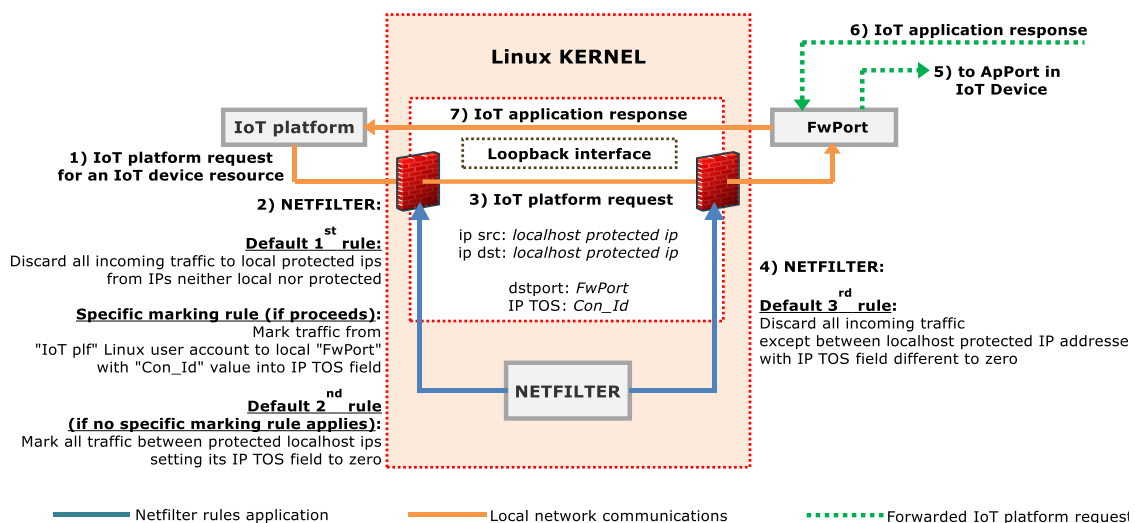 6) IoT application response
Linux KERNEL
5) to ApPort in
IoT Device
7) IoT application response
IoT platform
FwPort
Loopback interface
1) IoT platform request
for an IoT device resource
3) IoT platform request
2) NETFILTER:
ip src: localhost protected ip
ip dst: localhost protected ip
dstport: FwPort
IP TOS: Con_Id
Default 1st rule:
Discard all incoming traffic to local protected ips
from IPs neither local nor protected
Specific marking rule (if proceeds):
Mark traffic from
"IoT plf" Linux user account to local "FwPort"
with "Con_Id" value into IP TOS field
Default 2nd rule
(if no specific marking rule applies):
Mark all traffic between protected localhost ips
setting its IP TOS field to zero
4) NETFILTER:
Default 3rd rule:
Discard all incoming traffic
except between localhost protected IP addresse
with IP TOS field different to zero
NETFILTER
Netfilter rules application
Local network communications
Forwarded IoT platform request